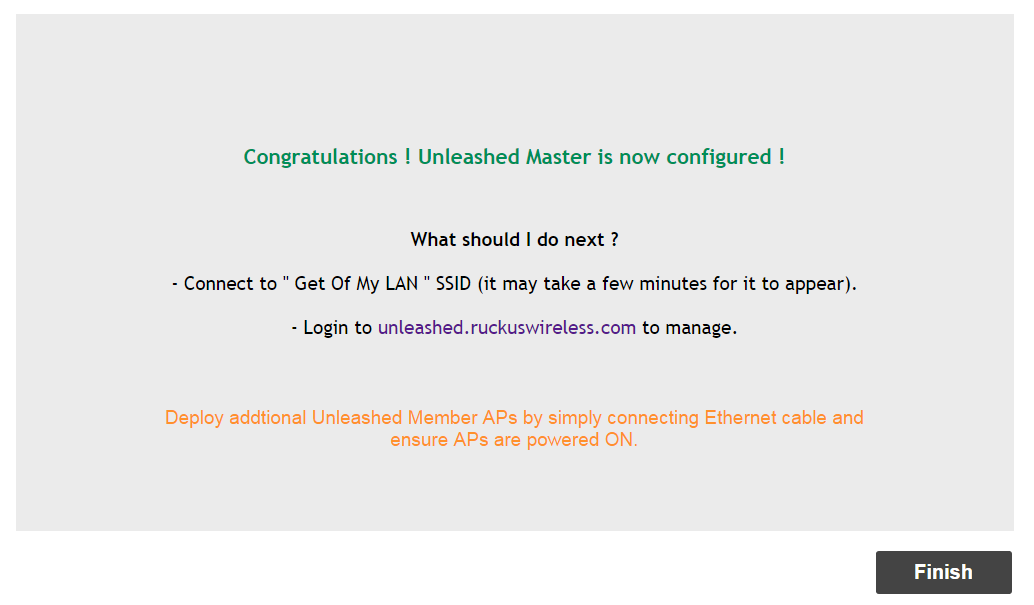 Congratulations ! Unleashed Master is now configured !
What should I do next ?
- Connect to " Get Of My LAN " SSID (it may take a few minutes for it to appear).
- Login to unleashed.ruckuswireless.com to manage.
Deploy addtional Unleashed Member APs by simply connecting Ethernet cable and
ensure APs are powered ON.
Finish